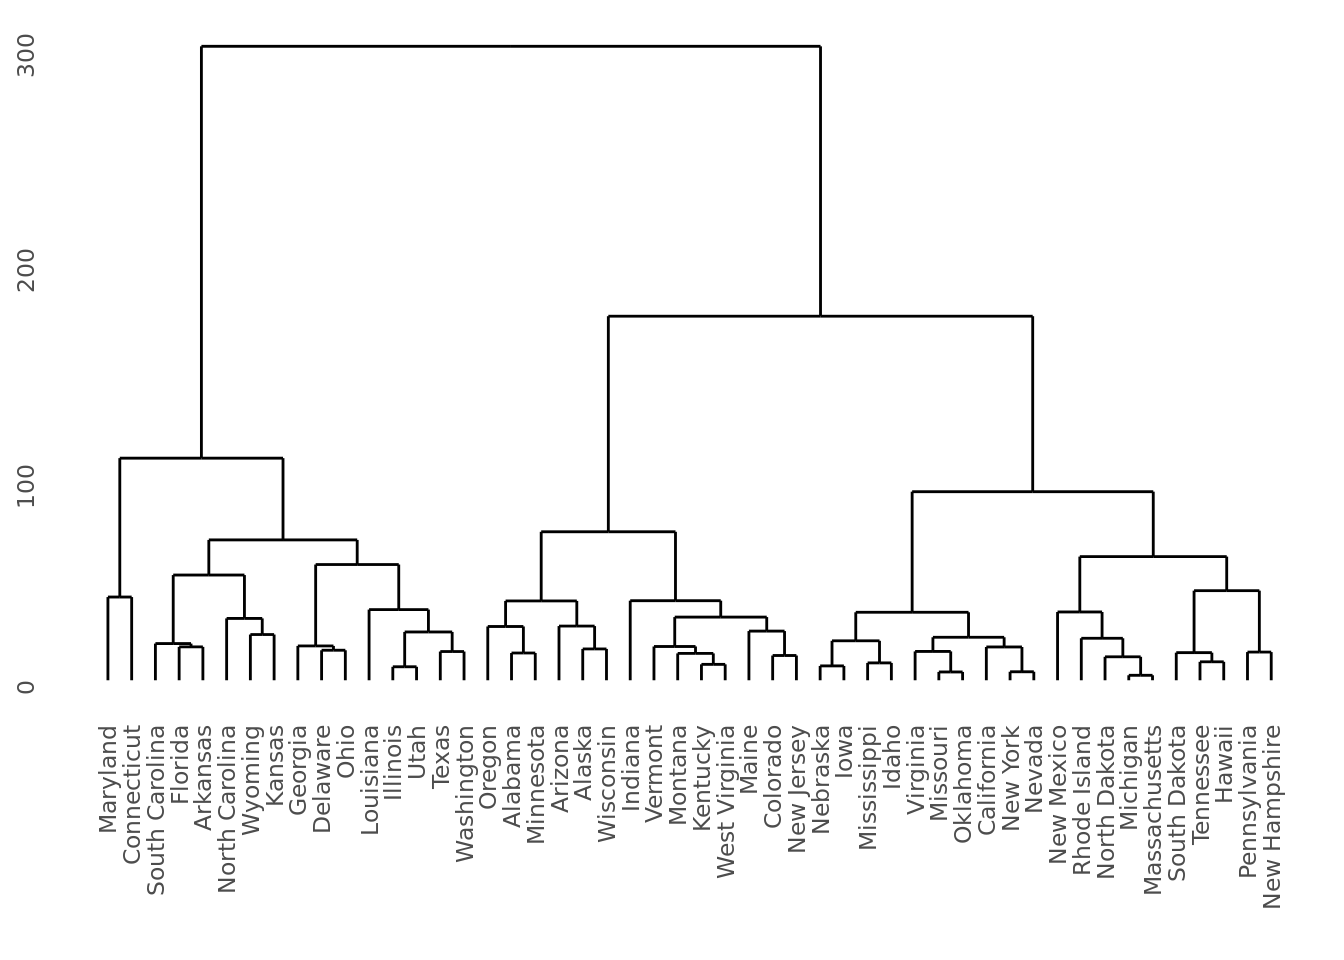 300
200
100
0
Maryland
Connecticut
South Carolina
Florida
Arkansas
North Carolina
Wyoming
Kansas
Georgia
Delaware
Ohio
Louisiana
Illinois
Utah
Texas
Washington
Oregon
Alabama
Minnesota
Arizona
Alaska
Wisconsin
Indiana
Vermont
Montana
Kentucky
West Virginia
Maine
Colorado
New Jersey
Nebraska
Iowa
Mississippi
Idaho
Virginia
Missouri
Oklahoma
California
New York
Nevada
New Mexico
Rhode Island
North Dakota
Michigan
Massachusetts
South Dakota
Tennessee
Hawaii
Pennsylvania
New Hampshire